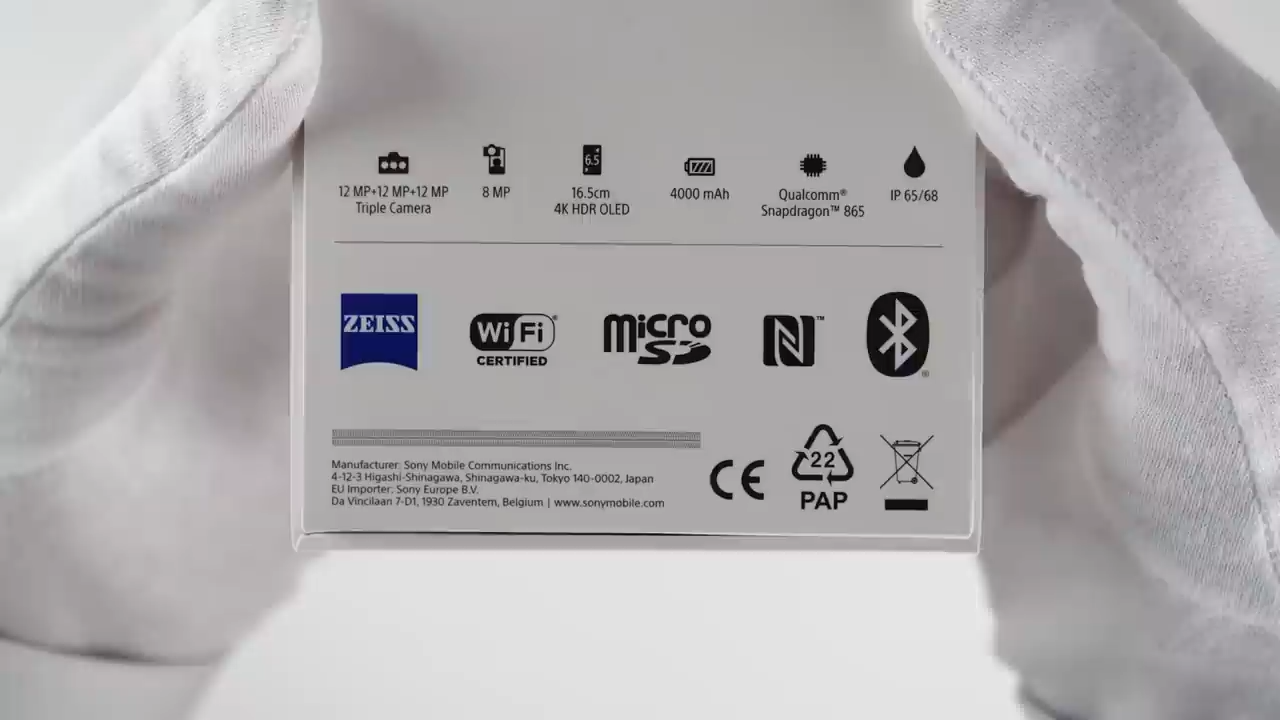 6.5
12 MP+12 MP+12 MP
Triple Camera
8 MP
16.5cm
4K HDR OLED
4000 mAh
Qualcomm®
Snapdragon™ 865
IP 65/68
ZEISS
Wi Fi®
CERTIFIED
micro
SD
N™
®
Manufacturer: Sony Mobile Communications Inc.
4-12-3 Higashi-Shinagawa, Shinagawa-ku, Tokyo 140-0002, Japan
EU Importer: Sony Europe B.V.
Da Vincilaan 7-D1, 1930 Zaventem, Belgium | www.sonymobile.com
CE
22
PAP